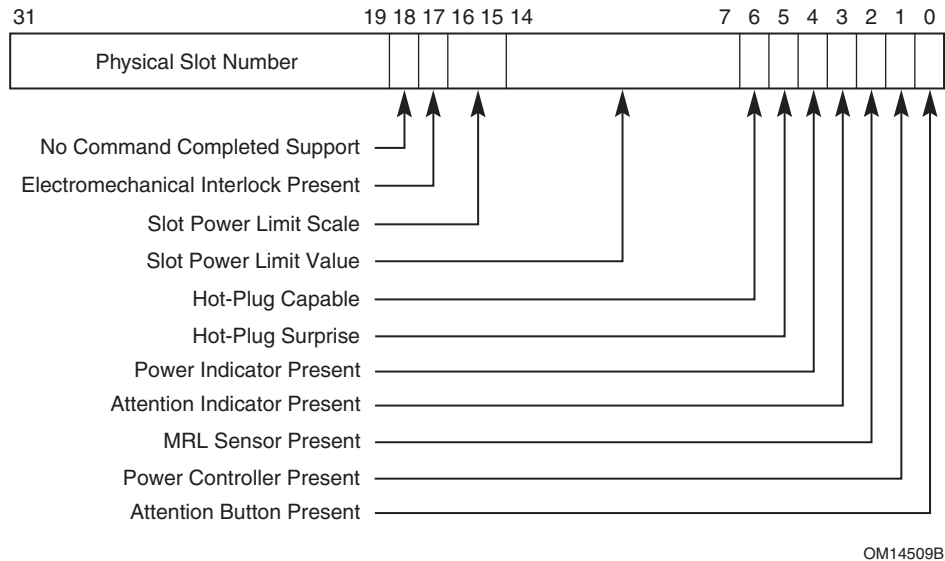 31 19 18 17 16 15 14 7 6 5 4 3 2 1 0
Physical Slot Number
No Command Completed Support
Electromechanical Interlock Present
Slot Power Limit Scale
Slot Power Limit Value
Hot-Plug Capable
Hot-Plug Surprise
Power Indicator Present
Attention Indicator Present
MRL Sensor Present
Power Controller Present
Attention Button Present
OM14509B